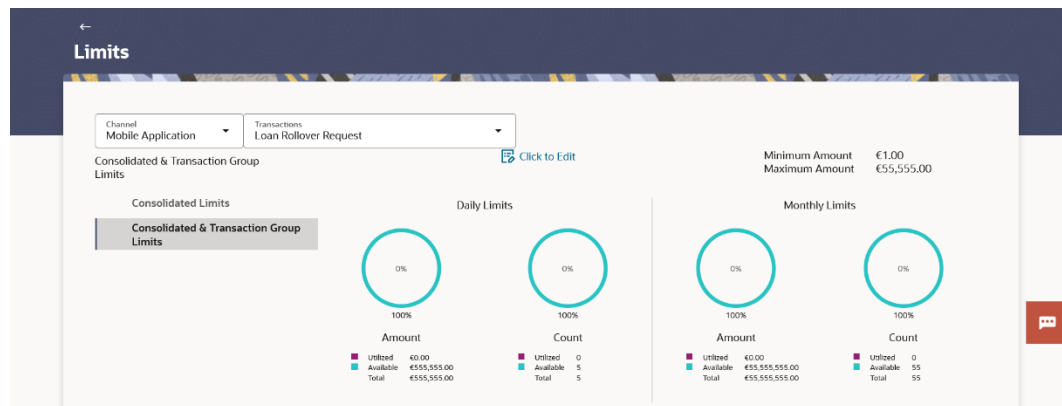 ←
Limits
Channel
Mobile Application
Transactions
Loan Rollover Request
Consolidated & Transaction Group
Limits
Click to Edit
Minimum Amount €1.00
Maximum Amount €55,555.00
Consolidated Limits
Consolidated & Transaction Group
Limits
Daily Limits
0%
100%
Amount
Utilized €0.00
Available €555,555.00
Total €555,555.00
0%
100%
Count
Utilized 0
Available 5
Total 5
Monthly Limits
0%
100%
Amount
Utilized €0.00
Available €55,555,555.00
Total €55,555,555.00
0%
100%
Count
Utilized 0
Available 55
Total 55